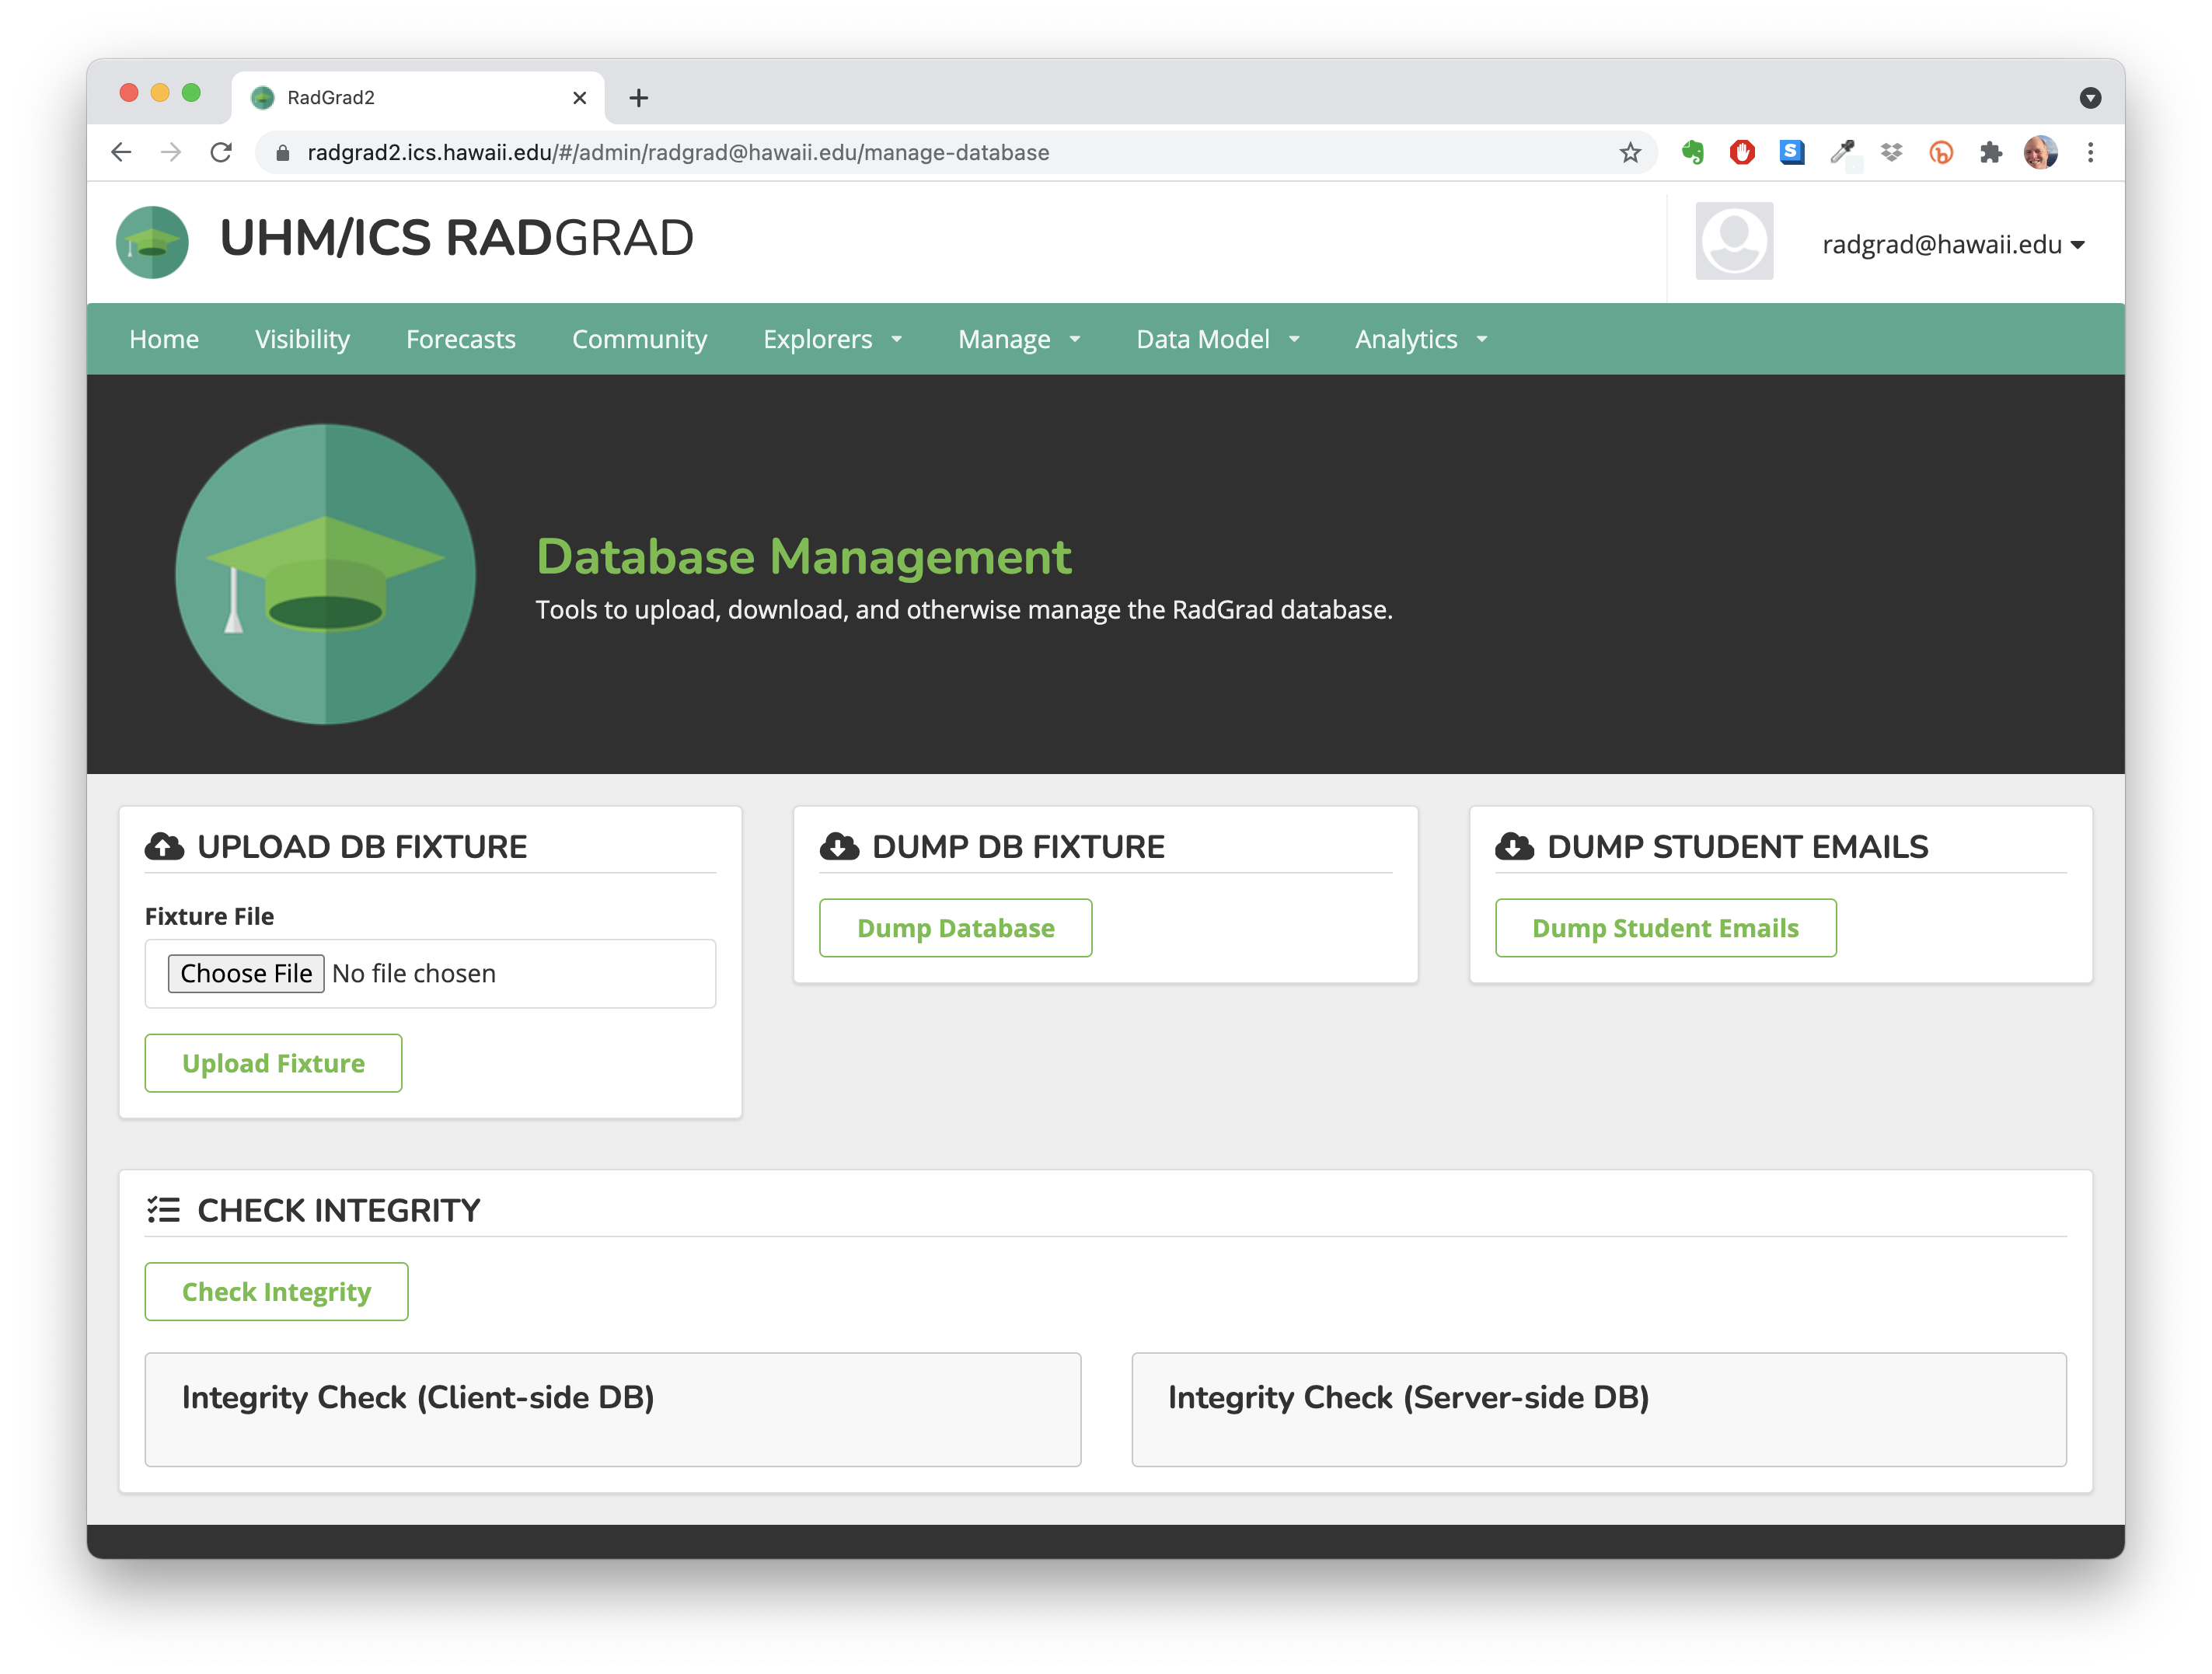 RadGrad2
radgrad2.ics.hawaii.edu/#/admin/radgrad@hawaii.edu/manage-database
S
UHM/ICS RADGRAD
radgrad@hawaii.edu
Home Visibility Forecasts Community Explorers Manage Data Model Analytics
Database Management
Tools to upload, download, and otherwise manage the RadGrad database.
UPLOAD DB FIXTURE
Fixture File
Choose File No file chosen
Upload Fixture
DUMP DB FIXTURE
Dump Database
DUMP STUDENT EMAILS
Dump Student Emails
CHECK INTEGRITY
Check Integrity
Integrity Check (Client-side DB)
Integrity Check (Server-side DB)